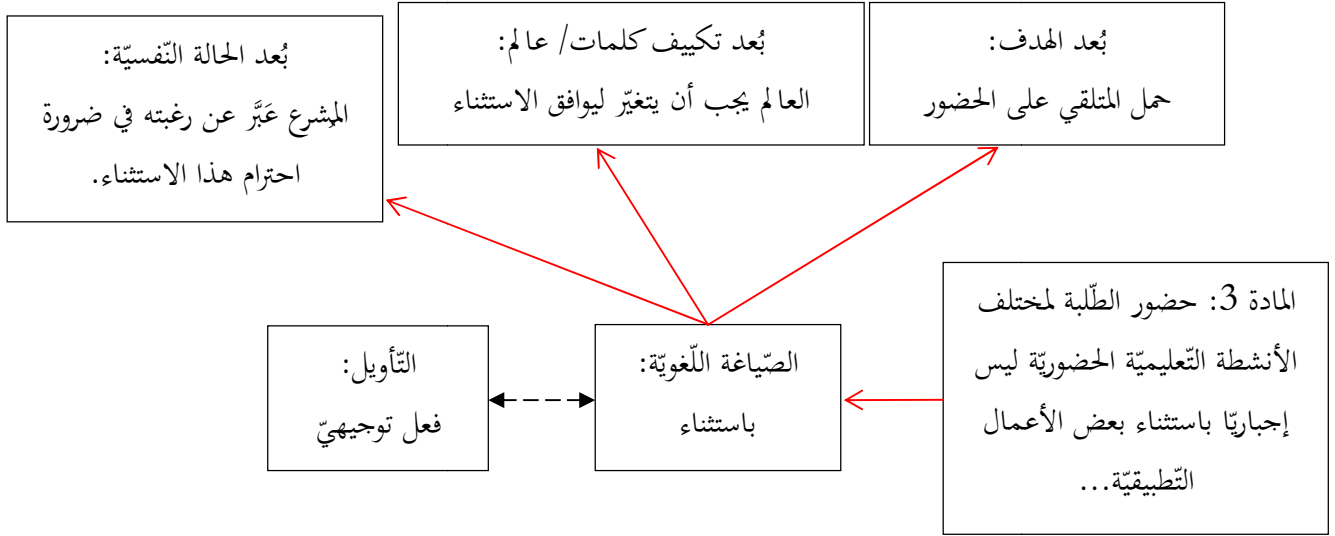 بُعد الهدف:
حمل المتلقي على الحضور
بُعد تكييف كلمات/ عالم:
العالم يجب أن يتغيّر ليوافق الاستثناء
بُعد الحالة النّفسيّة:
المُشرع عَبَّر عن رغبته في ضرورة
احترام هذا الاستثناء.
المادة 3: حضور الطّلبة لمختلف
الأنشطة التّعليميّة الحضوريّة ليس
إجباريّا باستثناء بعض الأعمال
التّطبيقيّة...
الصّياغة اللّغويّة:
باستثناء
التّأويل:
فعل توجيهيّ